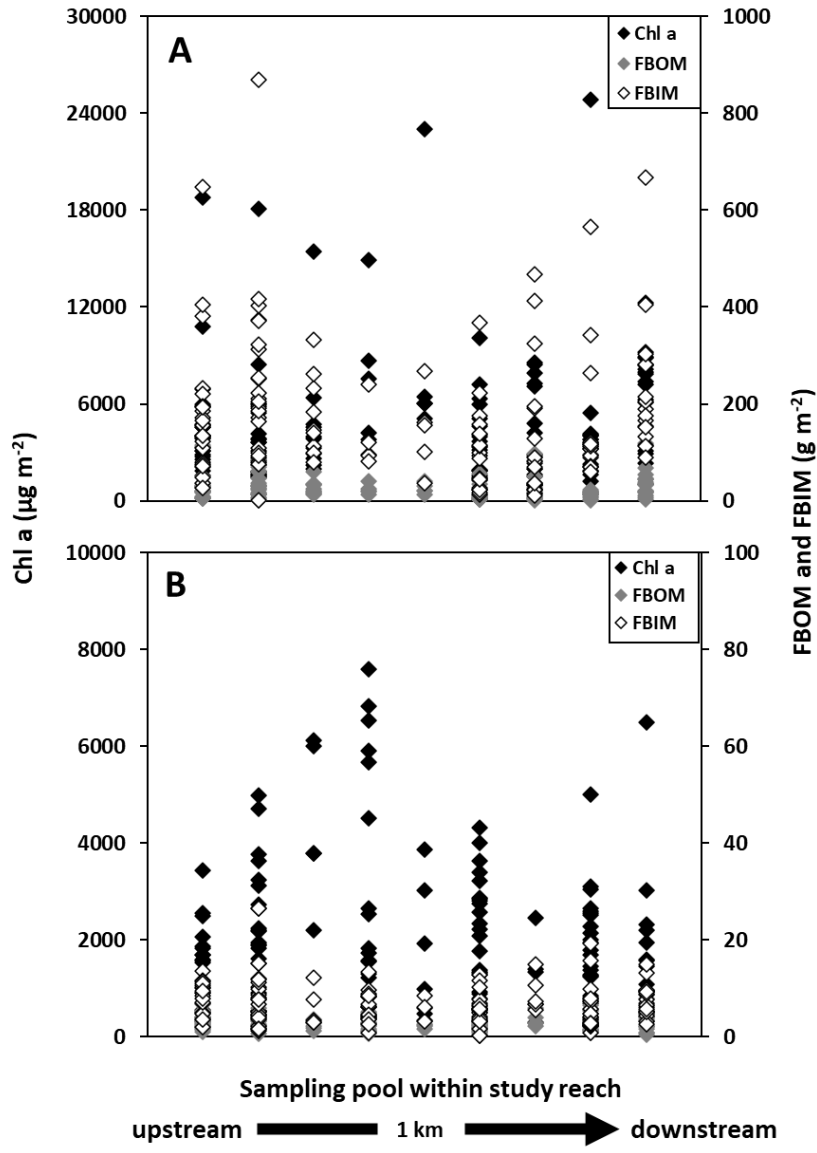 A
30000
24000
18000
12000
6000
0
1000
800
600
400
200
0
Chl a
FBOM
FBIM
B
10000
8000
6000
4000
2000
0
100
80
60
40
20
0
Chl a
FBOM
FBIM
Chl a (µg m⁻²)
FBOM and FBIM (g m⁻²)
Sampling pool within study reach
upstream 1 km downstream